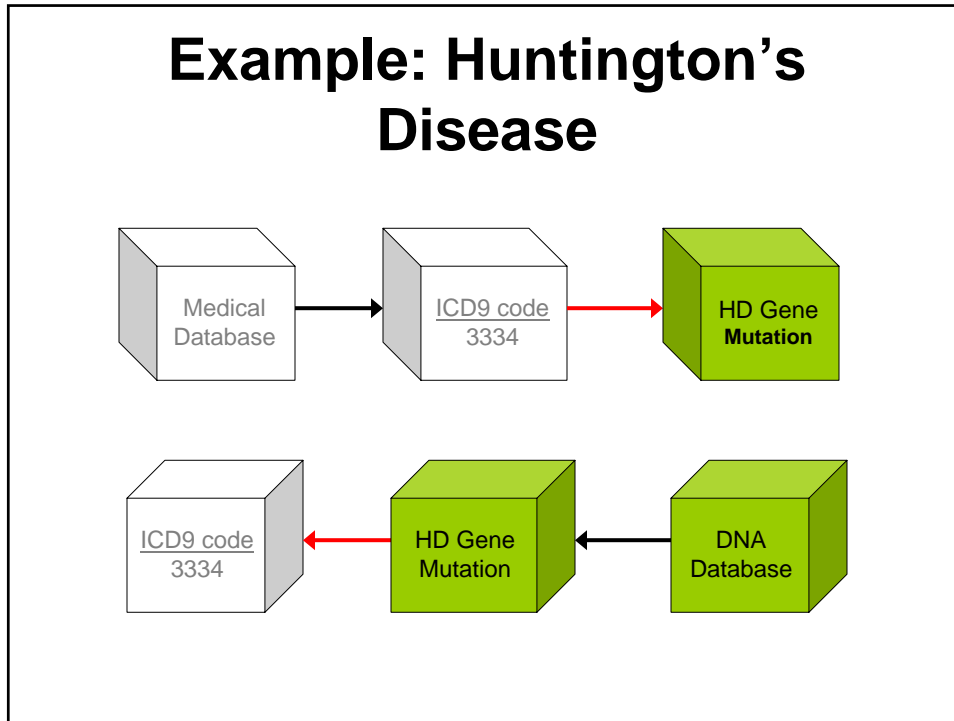 Example: Huntington’s
Disease
Medical
Database
ICD9 code
3334
HD Gene
Mutation
ICD9 code
3334
HD Gene
Mutation
DNA
Database